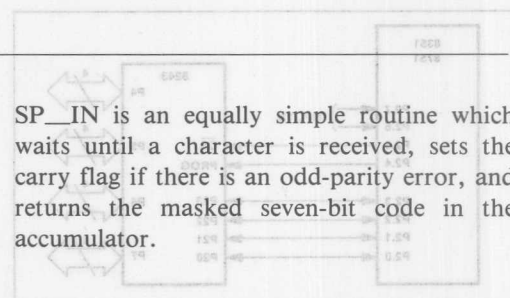 SP__IN is an equally simple routine which
waits until a character is received, sets the
carry flag if there is an odd-parity error, and
returns the masked seven-bit code in the
accumulator.